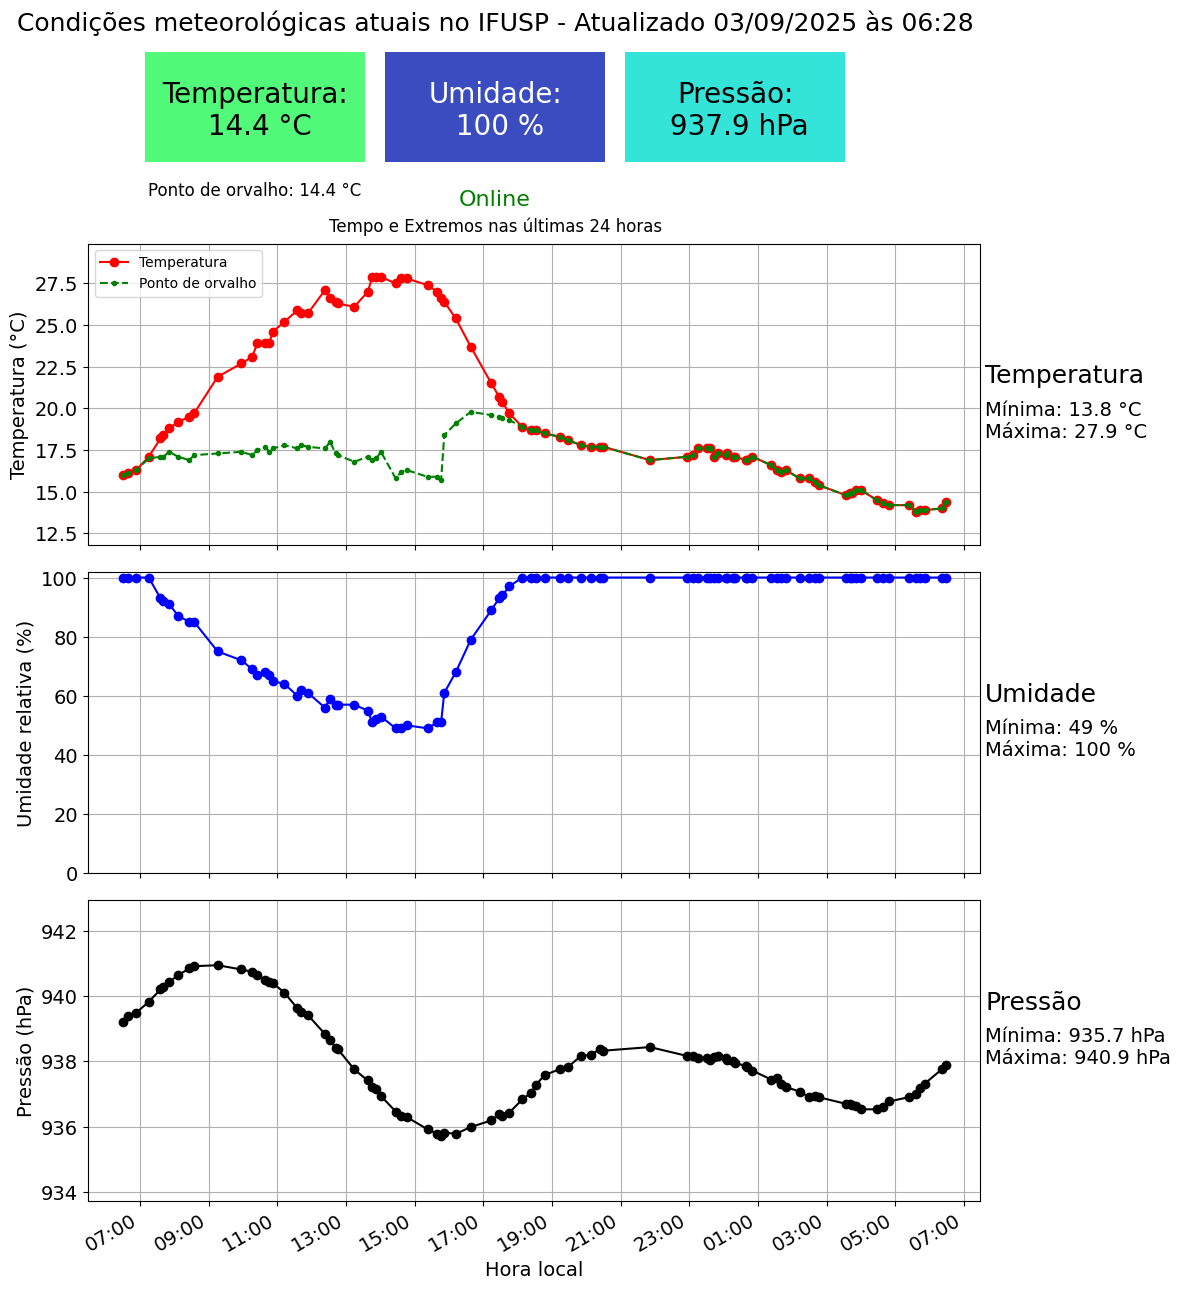 Condições meteorológicas atuais no IFUSP - Atualizado 03/09/2025 às 06:28
Temperatura:
14.4 °C
Umidade:
100 %
Pressão:
937.9 hPa
Ponto de orvalho: 14.4 °C
Online
Tempo e Extremos nas últimas 24 horas
Temperatura
Ponto de orvalho
Temperatura (°C)
27.5
25.0
22.5
20.0
17.5
15.0
12.5
Temperatura
Mínima: 13.8 °C
Máxima: 27.9 °C
Umidade relativa (%)
100
80
60
40
20
0
Umidade
Mínima: 49 %
Máxima: 100 %
Pressão (hPa)
942
940
938
936
934
Pressão
Mínima: 935.7 hPa
Máxima: 940.9 hPa
07:00 09:00 11:00 13:00 15:00 17:00 19:00 21:00 23:00 01:00 03:00 05:00 07:00
Hora local